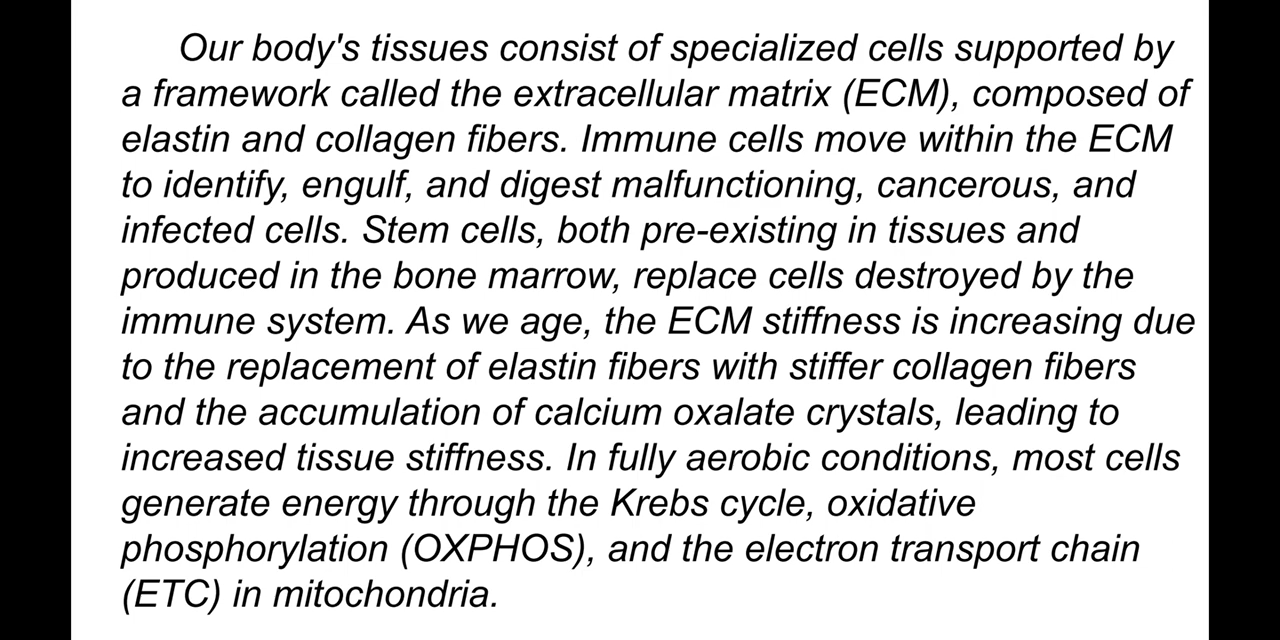 Our body's tissues consist of specialized cells supported by
a framework called the extracellular matrix (ECM), composed of
elastin and collagen fibers. Immune cells move within the ECM
to identify, engulf, and digest malfunctioning, cancerous, and
infected cells. Stem cells, both pre-existing in tissues and
produced in the bone marrow, replace cells destroyed by the
immune system. As we age, the ECM stiffness is increasing due
to the replacement of elastin fibers with stiffer collagen fibers
and the accumulation of calcium oxalate crystals, leading to
increased tissue stiffness. In fully aerobic conditions, most cells
generate energy through the Krebs cycle, oxidative
phosphorylation (OXPHOS), and the electron transport chain
(ETC) in mitochondria.